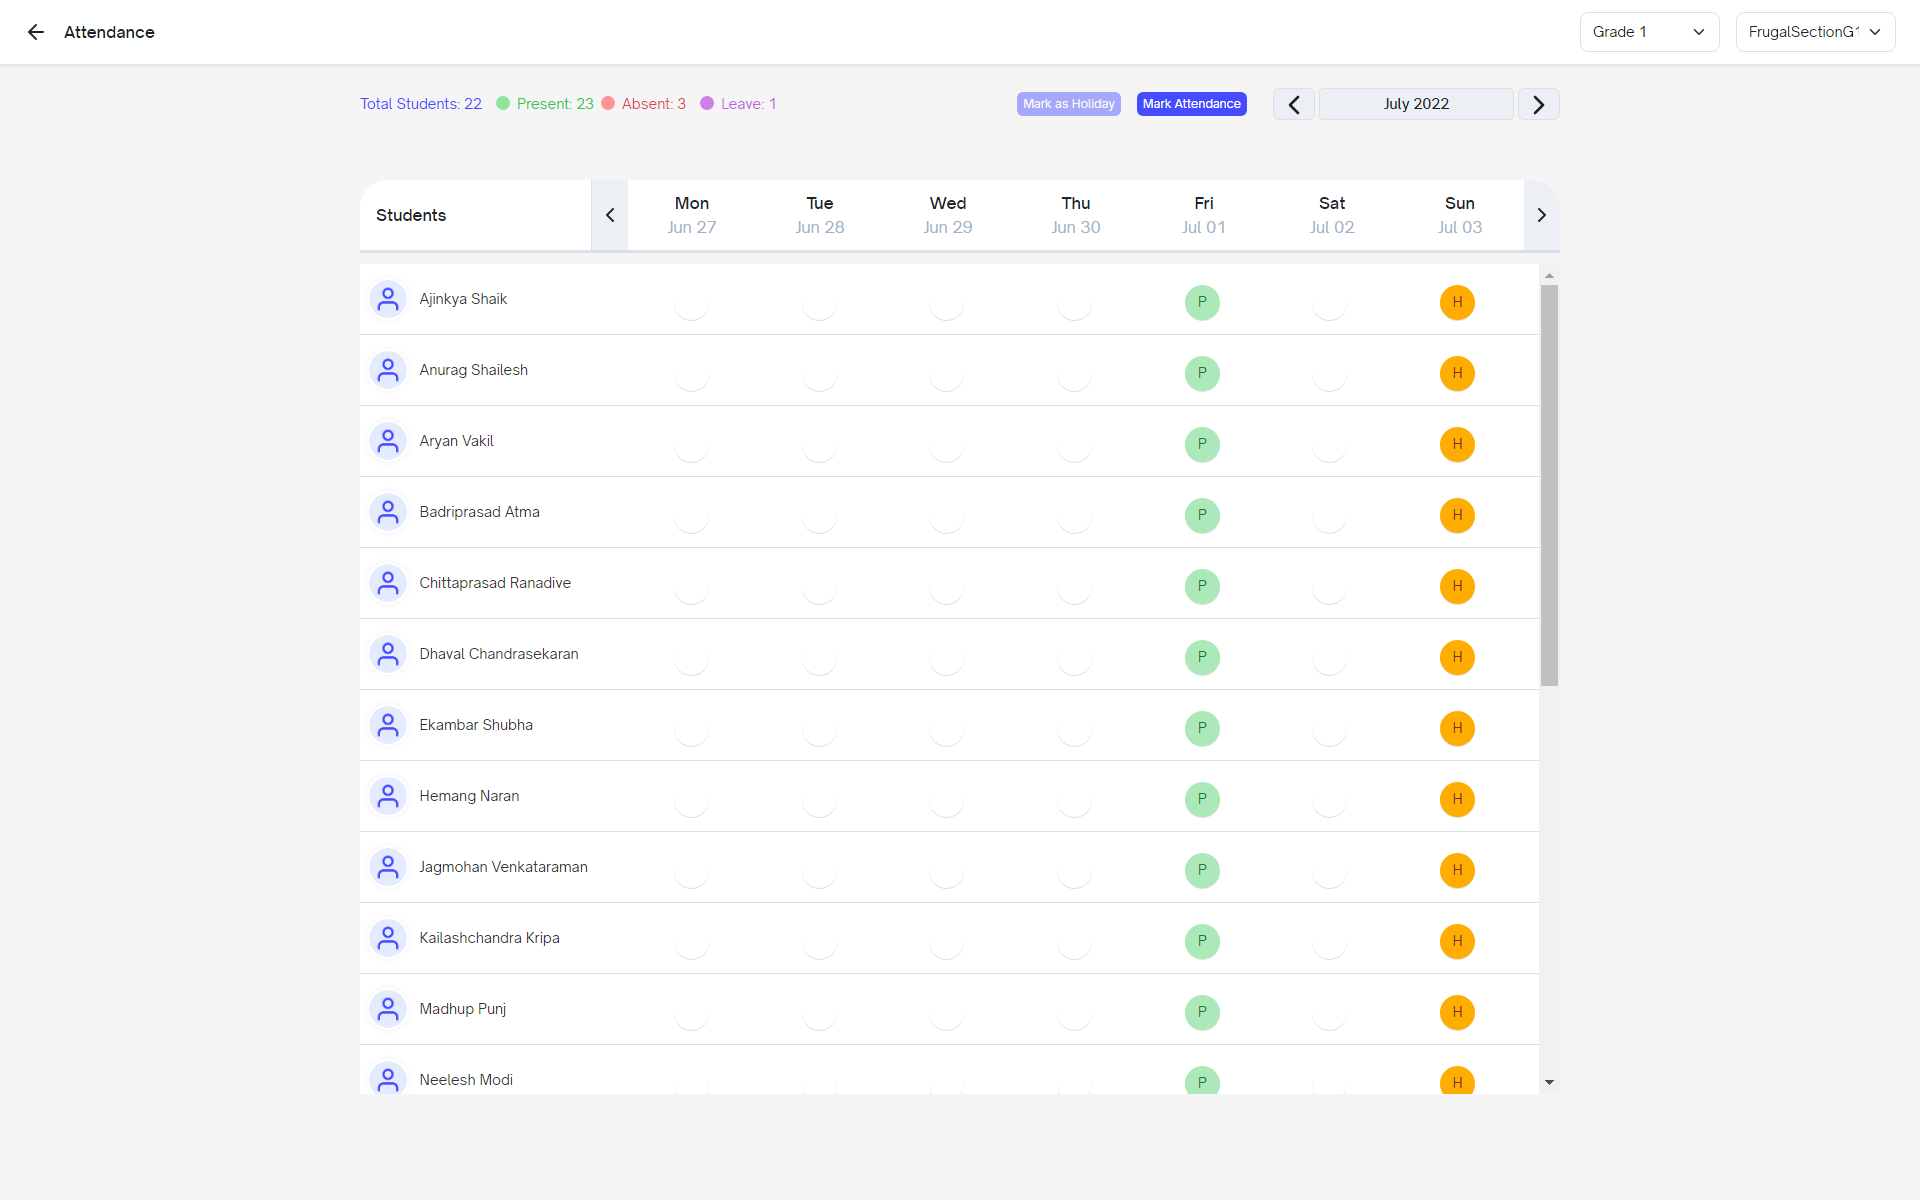 Attendance
Grade 1
FrugalSectionG1
Total Students: 22 Present: 23 Absent: 3 Leave: 1
Mark as Holiday
Mark Attendance
July 2022
Students
Mon Tue Wed Thu Fri Sat Sun
Jun 27 Jun 28 Jun 29 Jun 30 Jul 01 Jul 02 Jul 03
Ajinkya Shaik P H
Anurag Shailesh P H
Aryan Vakil P H
Badriprasad Atma P H
Chittaprasad Ranadive P H
Dhaval Chandrasekaran P H
Ekambar Shubha P H
Hemang Naran P H
Jagmohan Venkataraman P H
Kailashchandra Kripa P H
Madhup Punj P H
Neelesh Modi P H